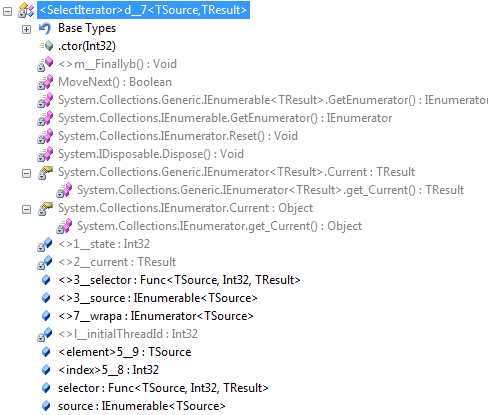 <SelectIterator>d__7<TSource,TResult>
Base Types
.ctor(Int32)
<>m__Finallyb() : Void
MoveNext() : Boolean
System.Collections.Generic.IEnumerable<TResult>.GetEnumerator() : IEnumerator
System.Collections.IEnumerable.GetEnumerator() : IEnumerator
System.Collections.IEnumerator.Reset() : Void
System.IDisposable.Dispose() : Void
System.Collections.Generic.IEnumerator<TResult>.Current : TResult
System.Collections.Generic.IEnumerator<TResult>.get_Current() : TResult
System.Collections.IEnumerator.Current : Object
System.Collections.IEnumerator.get_Current() : Object
<>1__state : Int32
<>2__current : TResult
<>3__selector : Func<TSource, Int32, TResult>
<>3__source : IEnumerable<TSource>
<>7__wrapa : IEnumerator<TSource>
<>l__initialThreadId : Int32
<element>5__9 : TSource
<index>5__8 : Int32
selector : Func<TSource, Int32, TResult>
source : IEnumerable<TSource>